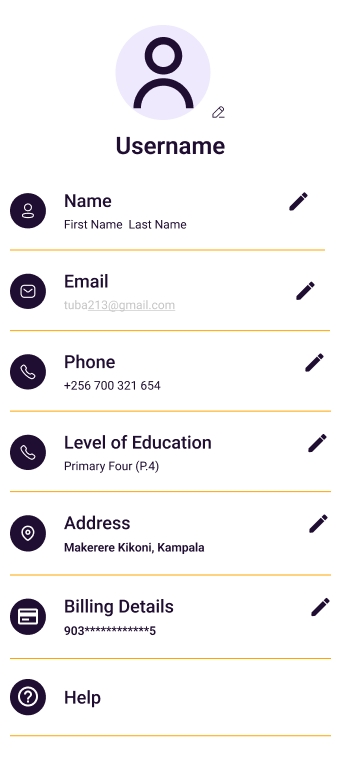 Username
Name
First Name  Last Name
Email
tuba213@gmail.com
Phone
+256 700 321 654
Level of Education
Primary Four (P.4)
Address
Makerere Kikoni, Kampala
Billing Details
903************5
Help